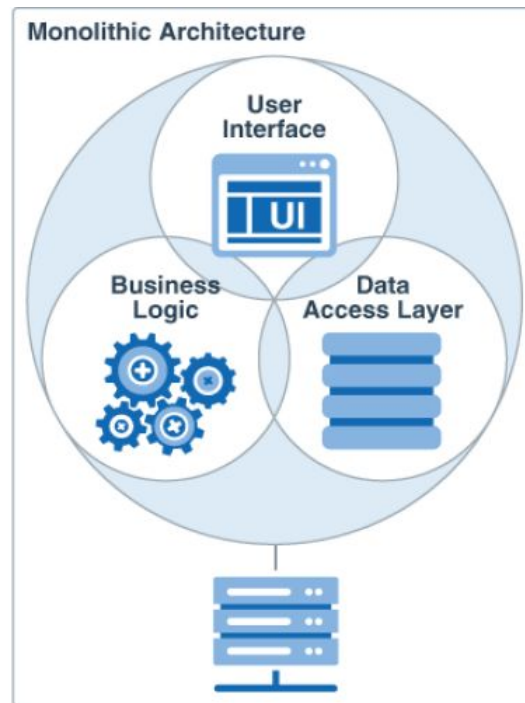 Monolithic Architecture
User
Interface
UI
Business
Logic
Data
Access Layer